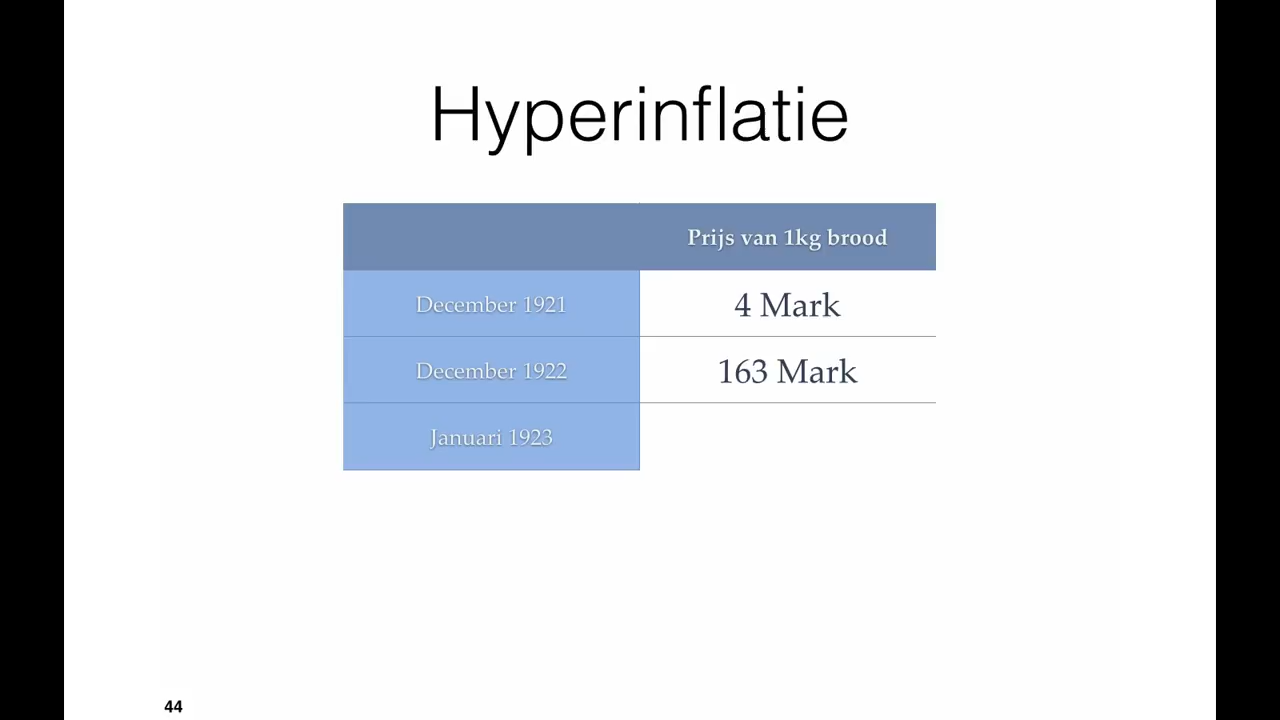 Hyperinflatie
Prijs van 1kg brood
December 1921 4 Mark
December 1922 163 Mark
Januari 1923
44